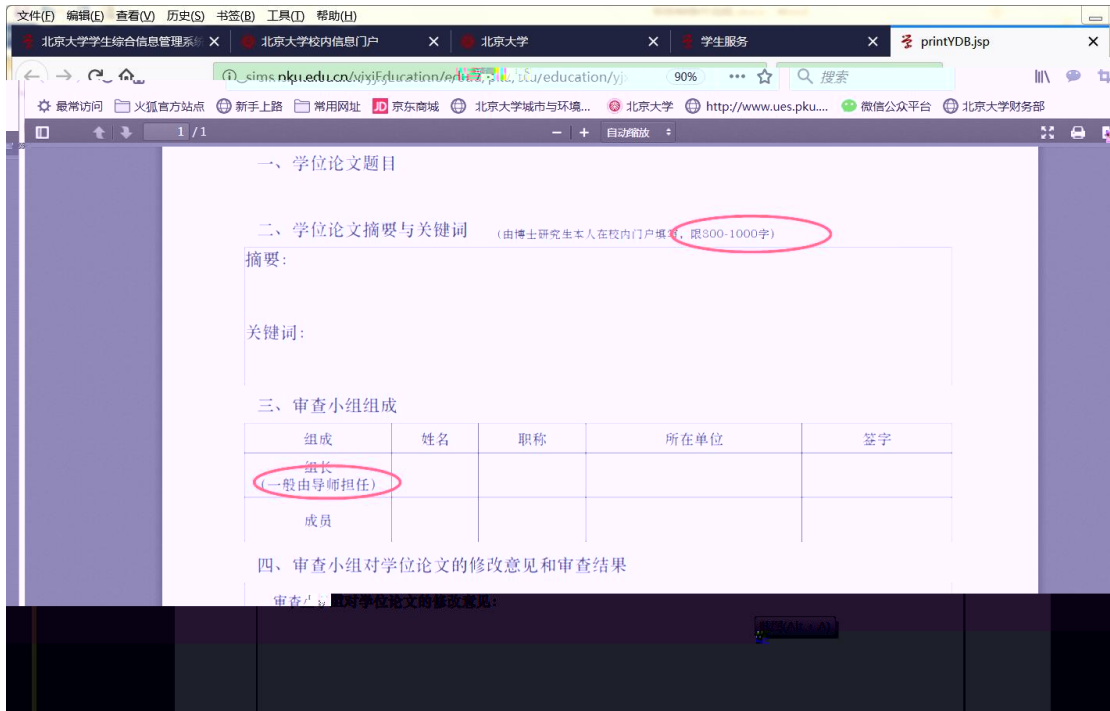 文件(F) 编辑(E) 查看(V) 历史(S) 书签(B) 工具(T) 帮助(H)
北京大学学生综合信息管理系统 北京大学校内信息门户 北京大学 学生服务 printYDB.jsp
90% 搜索
最常访问 火狐官方站点 新手上路 常用网址 JD 京东商城 北京大学城市与环境... 北京大学 http://www.ues.pku.... 微信公众平台 北京大学财务部
1 / 1 自动缩放
一、学位论文题目
二、学位论文摘要与关键词 (由博士研究生本人在校内门户填写,限800-1000字)
摘要:
关键词:
三、审查小组组成
组成 姓名 职称 所在单位 签字
组长
(一般由导师担任)
成员
四、审查小组对学位论文的修改意见和审查结果
审查小组对学位论文的修改意见: